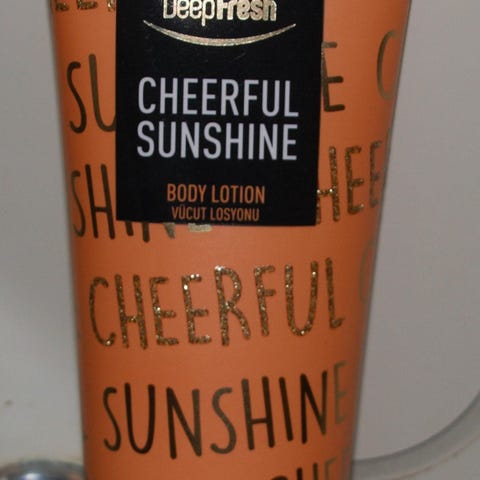 DeepFresh
CHEERFUL
SUNSHINE
BODY LOTION
VÜCUT LOSYONU
CHEERFUL
SUNSHINE